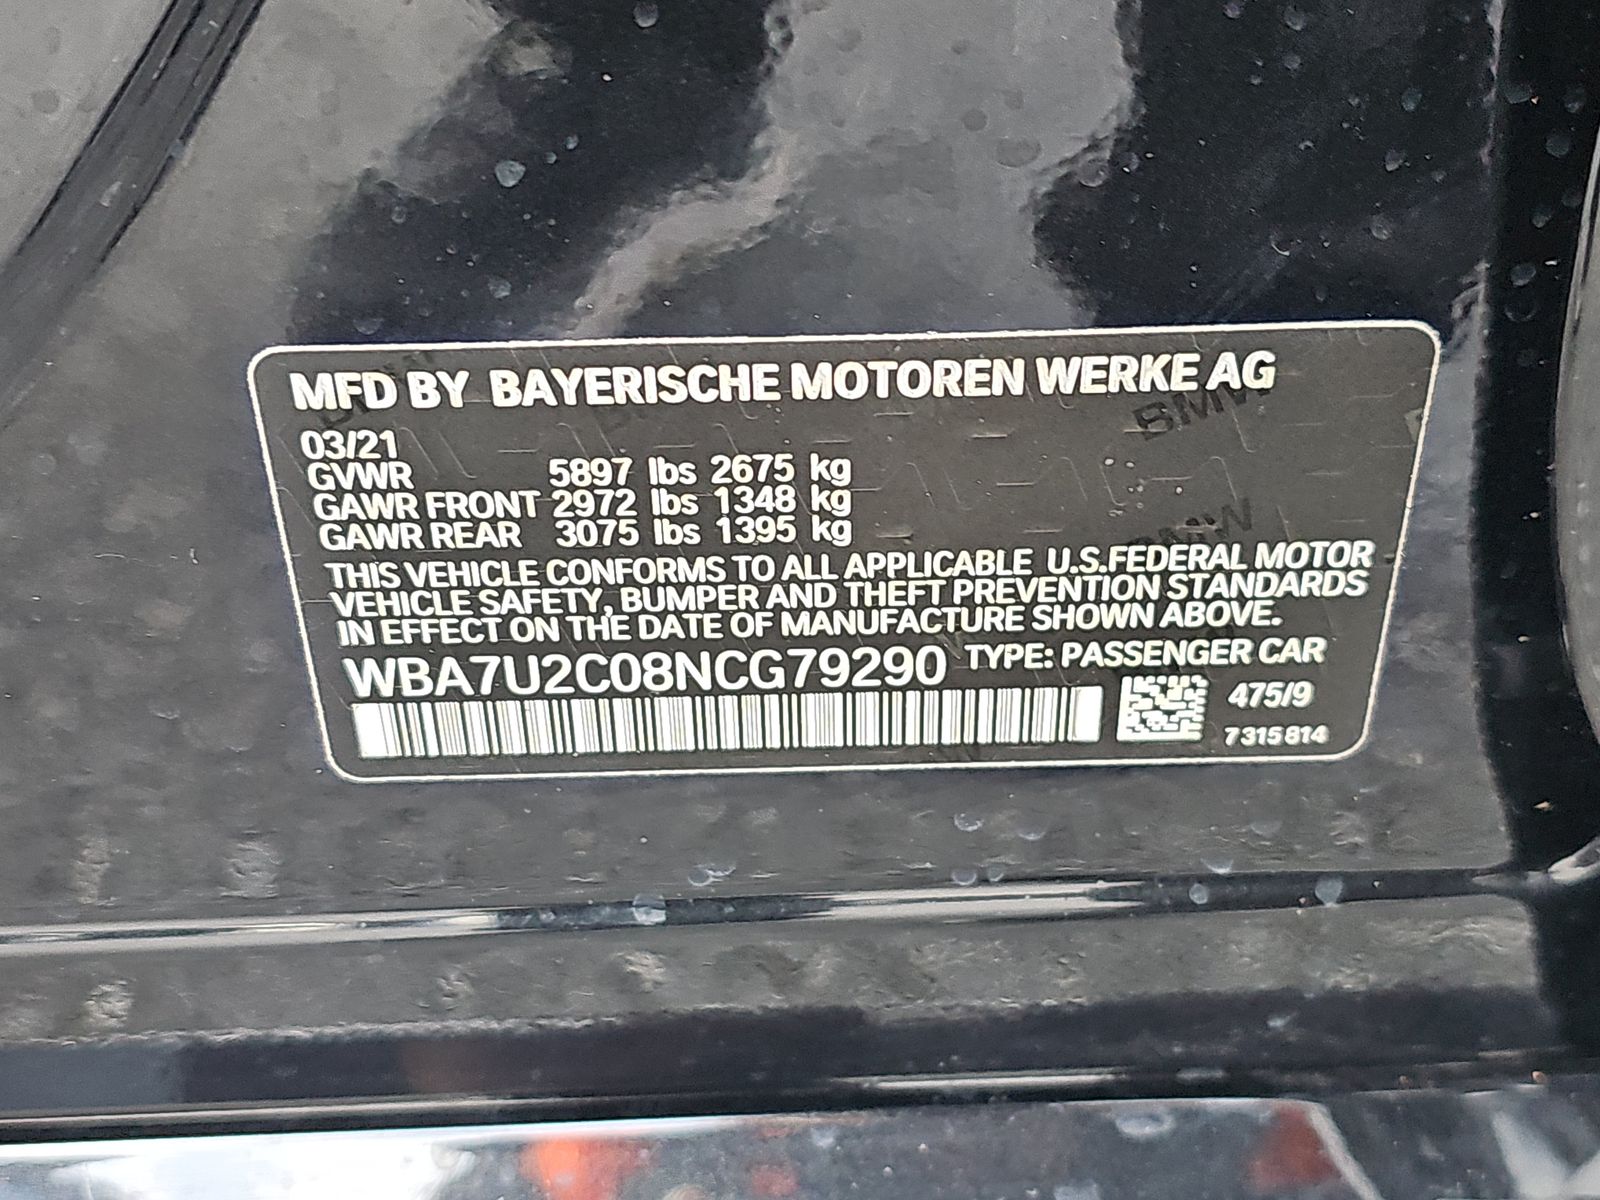 MFD BY BAYERISCHE MOTOREN WERKE AG
03/21
GVWR 5897 lbs 2675 kg
GAWR FRONT 2972 lbs 1348 kg
GAWR REAR 3075 lbs 1395 kg
THIS VEHICLE CONFORMS TO ALL APPLICABLE U.S.FEDERAL MOTOR
VEHICLE SAFETY, BUMPER AND THEFT PREVENTION STANDARDS
IN EFFECT ON THE DATE OF MANUFACTURE SHOWN ABOVE.
WBA7U2C08NCG79290 TYPE: PASSENGER CAR
475/9
7315814
BMW
BMW